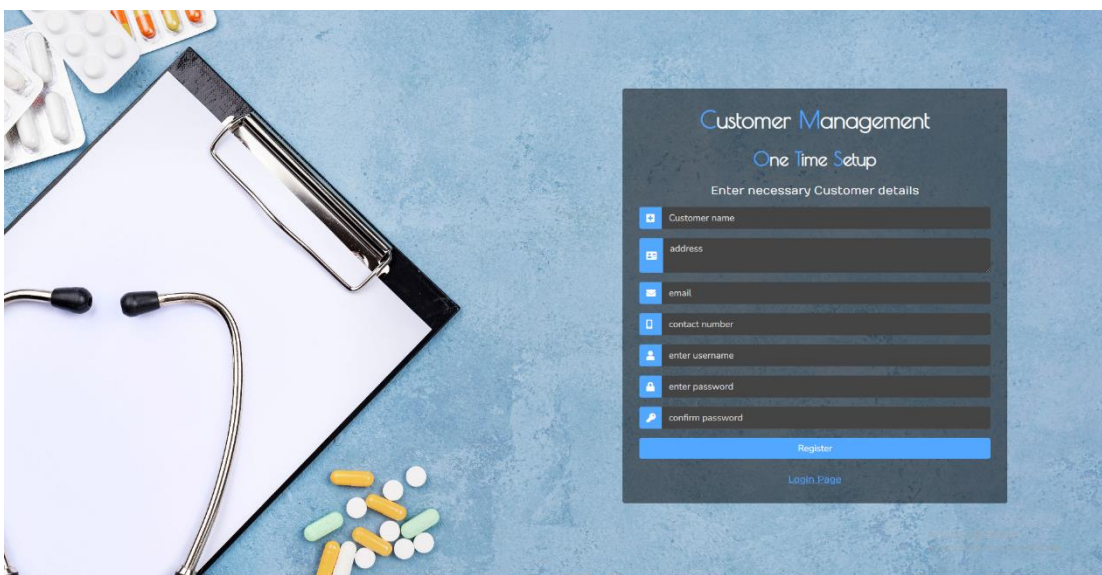 Customer Management
One Time Setup
Enter necessary Customer details
Customer name
address
email
contact number
enter username
enter password
confirm password
Register
Login Page